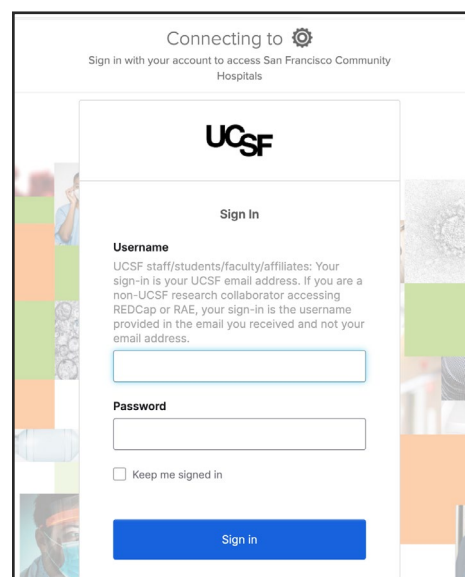 Connecting to
Sign in with your account to access San Francisco Community
Hospitals
UCSF
Sign In
Username
UCSF staff/students/faculty/affiliates: Your
sign-in is your UCSF email address. If you are a
non-UCSF research collaborator accessing
REDCap or RAE, your sign-in is the username
provided in the email you received and not your
email address.
Password
Keep me signed in
Sign in